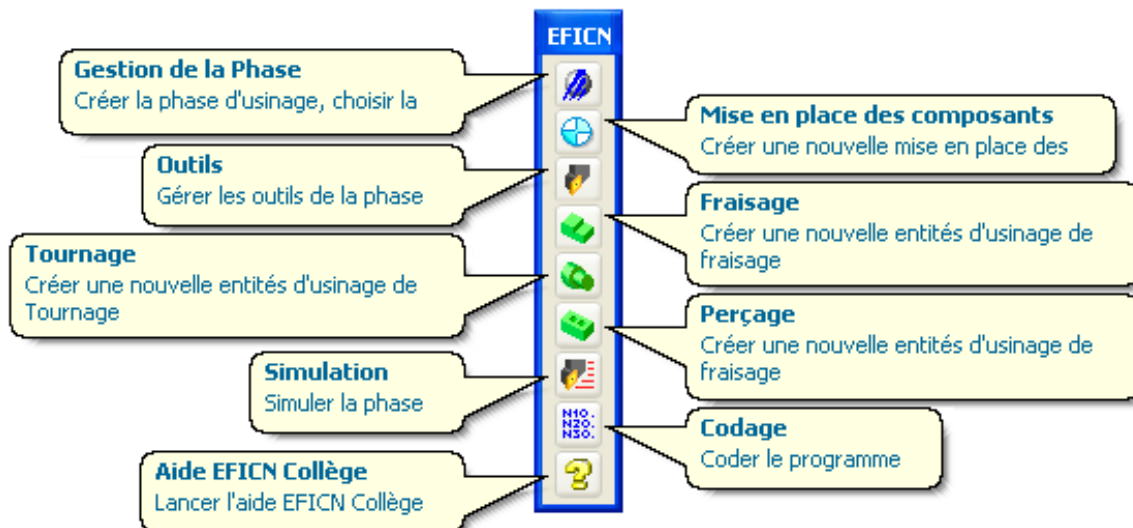 EFICN
Gestion de la Phase
Créer la phase d'usinage, choisir la
Mise en place des composants
Créer une nouvelle mise en place des
Outils
Gérer les outils de la phase
Fraisage
Créer une nouvelle entités d'usinage de
fraisage
Tournage
Créer une nouvelle entités d'usinage de
Tournage
Perçage
Créer une nouvelle entités d'usinage de
fraisage
Simulation
Simuler la phase
N10.
N20.
N30.
Codage
Coder le programme
Aide EFICN Collège
Lancer l'aide EFICN Collège